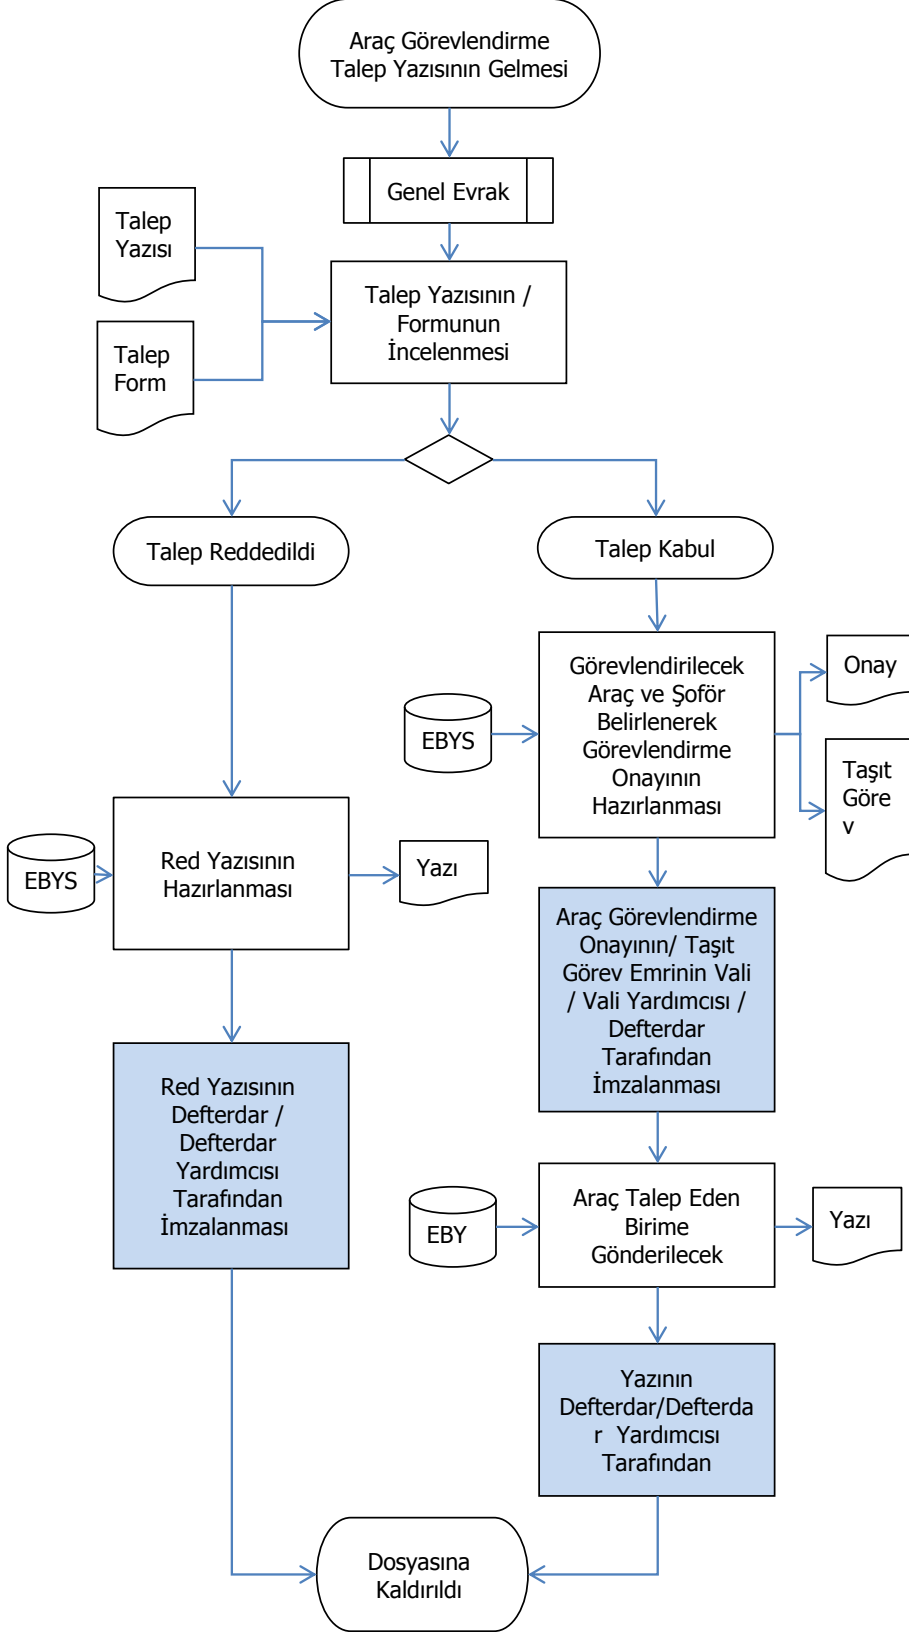 Araç Görevlendirme
Talep Yazısının Gelmesi
Genel Evrak
Talep
Yazısı
Talep Yazısının /
Formunun
İncelenmesi
Talep
Form
Talep Reddedildi
Talep Kabul
Görevlendirilecek
Araç ve Şoför
Belirlenerek
Görevlendirme
Onayının
Hazırlanması
EBYS
Onay
Taşıt
Göre
v
EBYS
Red Yazısının
Hazırlanması
Yazı
Araç Görevlendirme
Onayının/ Taşıt
Görev Emrinin Vali
/ Vali Yardımcısı /
Defterdar
Tarafından
İmzalanması
Red Yazısının
Defterdar /
Defterdar
Yardımcısı
Tarafından
İmzalanması
EBY
Araç Talep Eden
Birime
Gönderilecek
Yazı
Yazının
Defterdar/Defterda
r  Yardımcısı
Tarafından
Dosyasına
Kaldırıldı